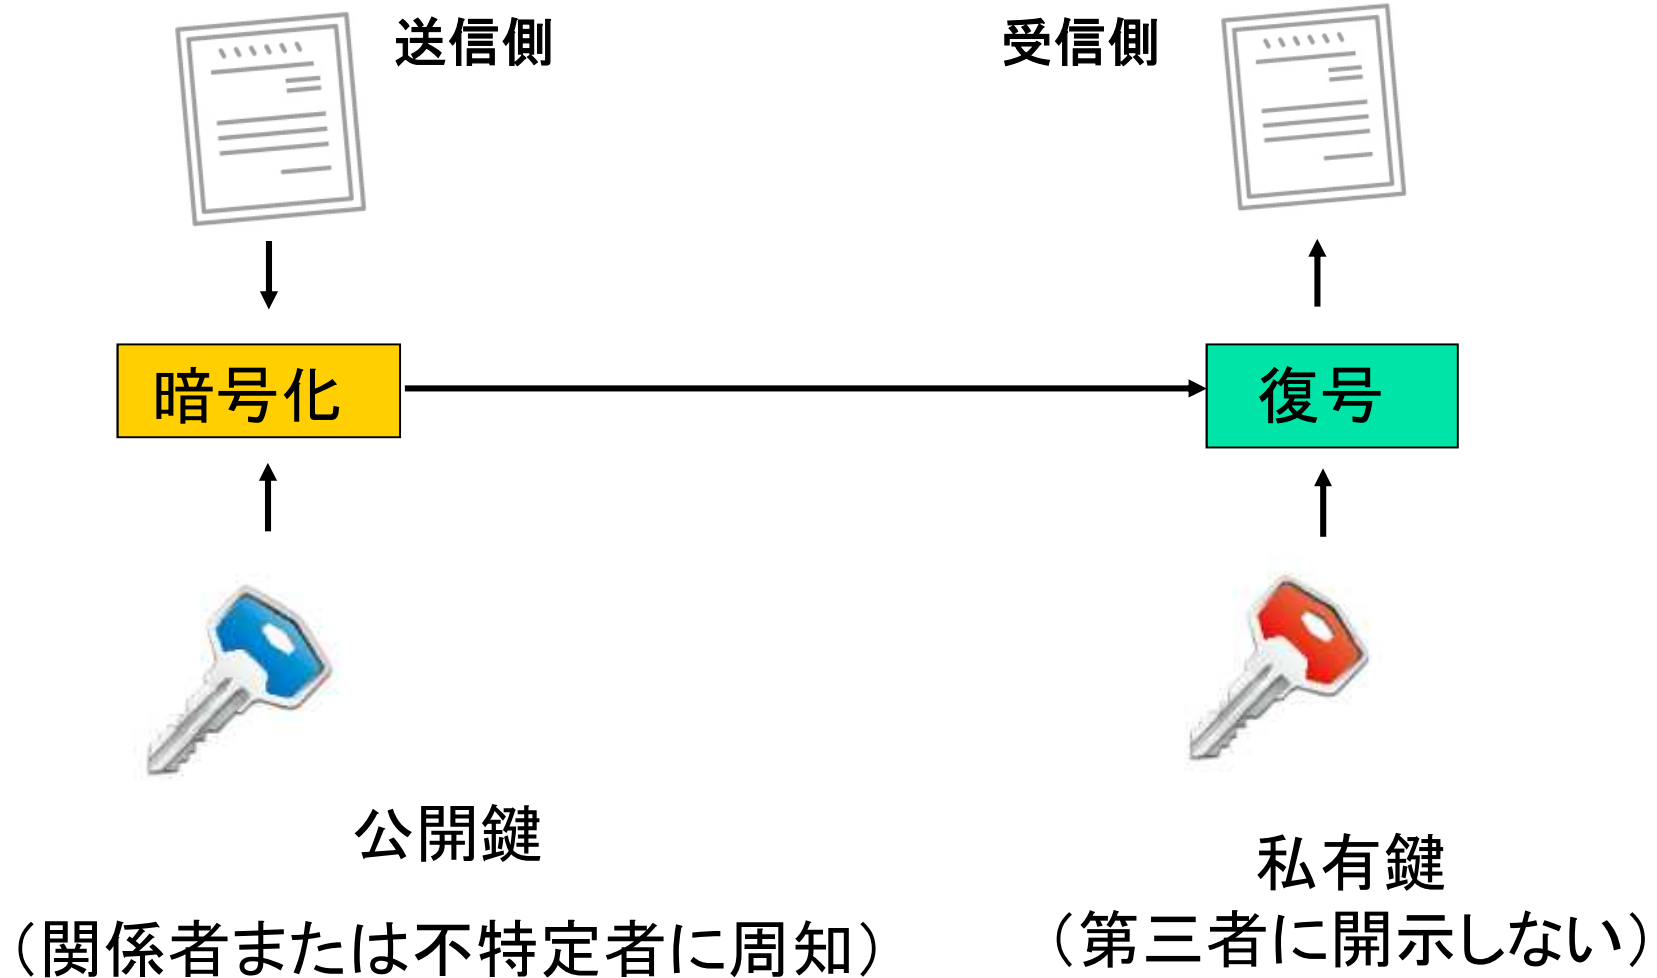 送信側
受信側
暗号化
復号
公開鍵
(関係者または不特定者に周知)
私有鍵
(第三者に開示しない)